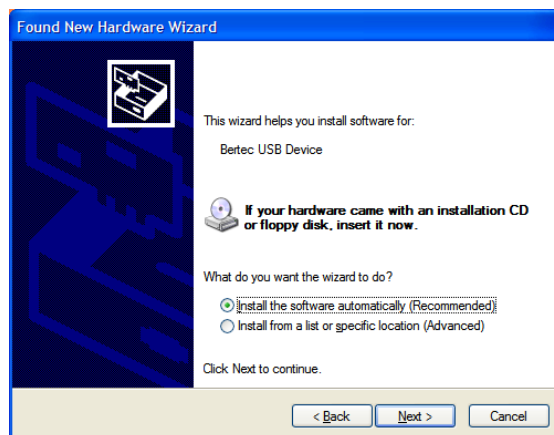 Found New Hardware Wizard
This wizard helps you install software for:
Bertec USB Device
If your hardware came with an installation CD
or floppy disk, insert it now.
What do you want the wizard to do?
Install the software automatically (Recommended)
Install from a list or specific location (Advanced)
Click Next to continue.
< Back Next > Cancel